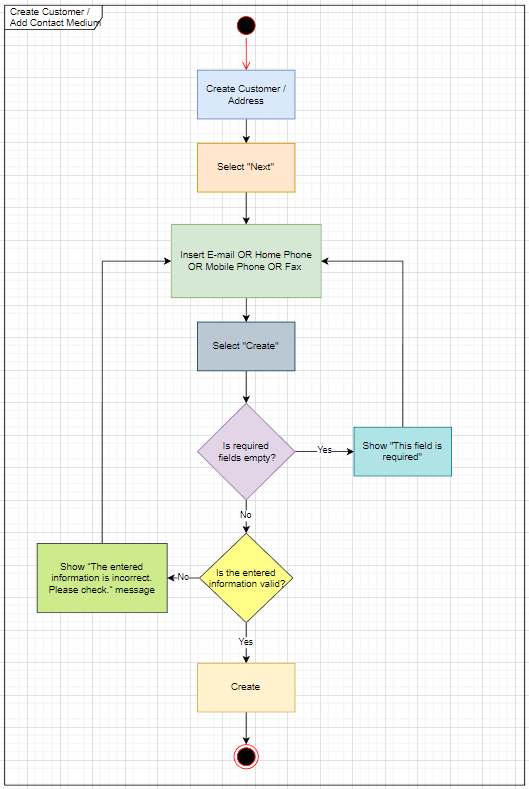 Create Customer /
Add Contact Medium
Create Customer /
Address
Select "Next"
Insert E-mail OR Home Phone
OR Mobile Phone OR Fax
Select "Create"
Is required
fields empty?
Yes
Show "This field is
required"
No
Is the entered
information valid?
No
Show “The entered
information is incorrect.
Please check.” message
Yes
Create